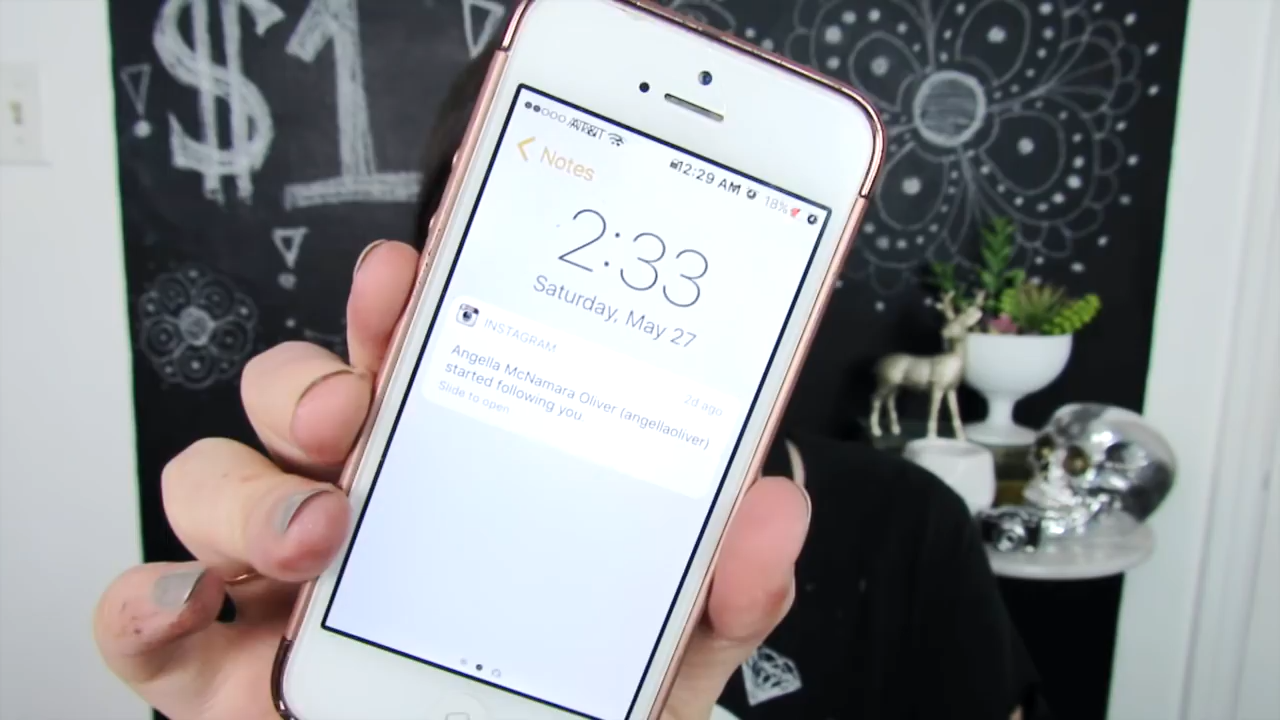 $1
AT&T 12:29 AM 18%
Notes
2:33
Saturday, May 27
INSTAGRAM 2d ago
Angella McNamara Oliver (angellaoliver)
started following you
Slide to open